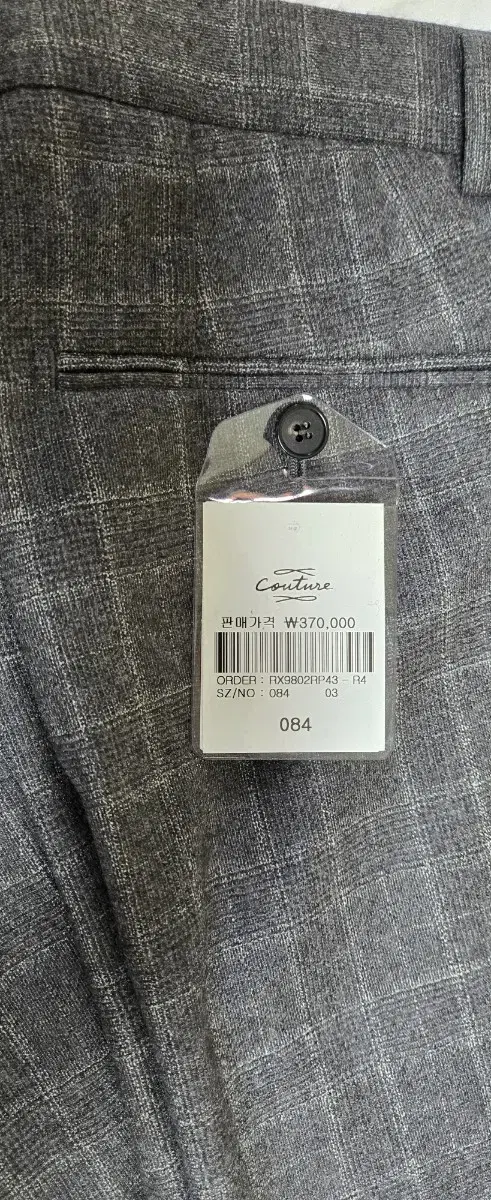 Couture
판매가격 ₩370,000
ORDER : RX9802RP43 - R4
SZ/NO : 084 03
084